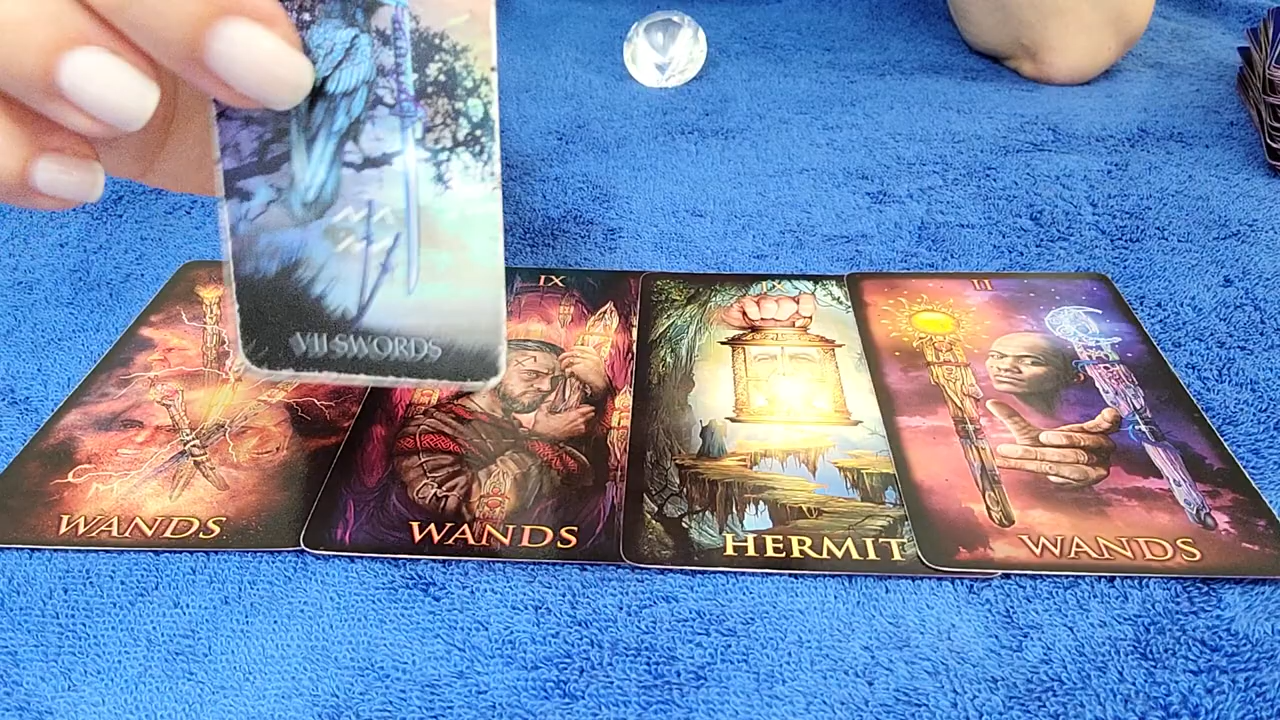 VII SWORDS
IX
IX
II
WANDS
WANDS
HERMIT
WANDS